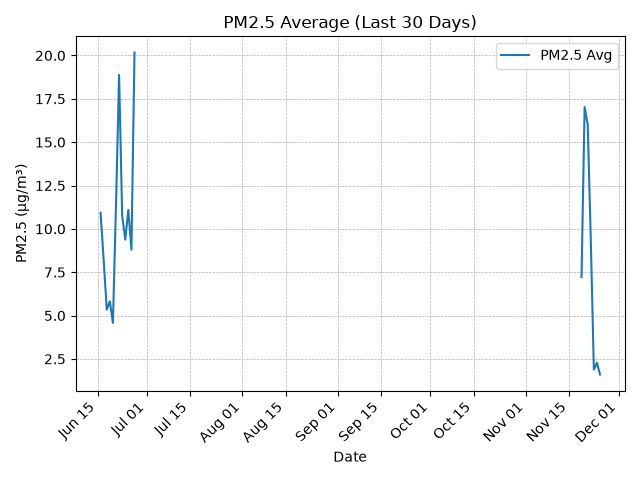 PM2.5 Average (Last 30 Days)
PM2.5 Avg
PM2.5 (µg/m³)
20.0
17.5
15.0
12.5
10.0
7.5
5.0
2.5
Jun 15
Jul 01
Jul 15
Aug 01
Aug 15
Sep 01
Sep 15
Oct 01
Oct 15
Nov 01
Nov 15
Dec 01
Date